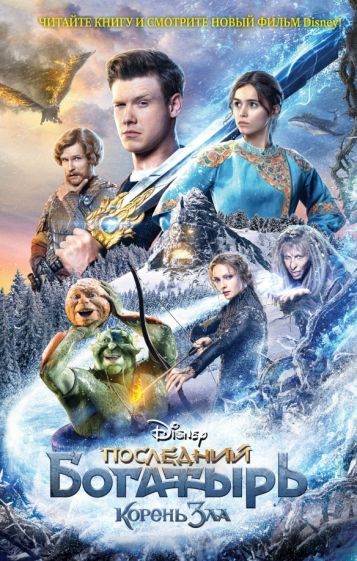 ЧИТАЙТЕ КНИГУ И СМОТРИТЕ НОВЫЙ ФИЛЬМ Disney!
Disney
ПОСЛЕДНИЙ
БОГАТЫРЬ
КОРЕНЬ ЗЛА